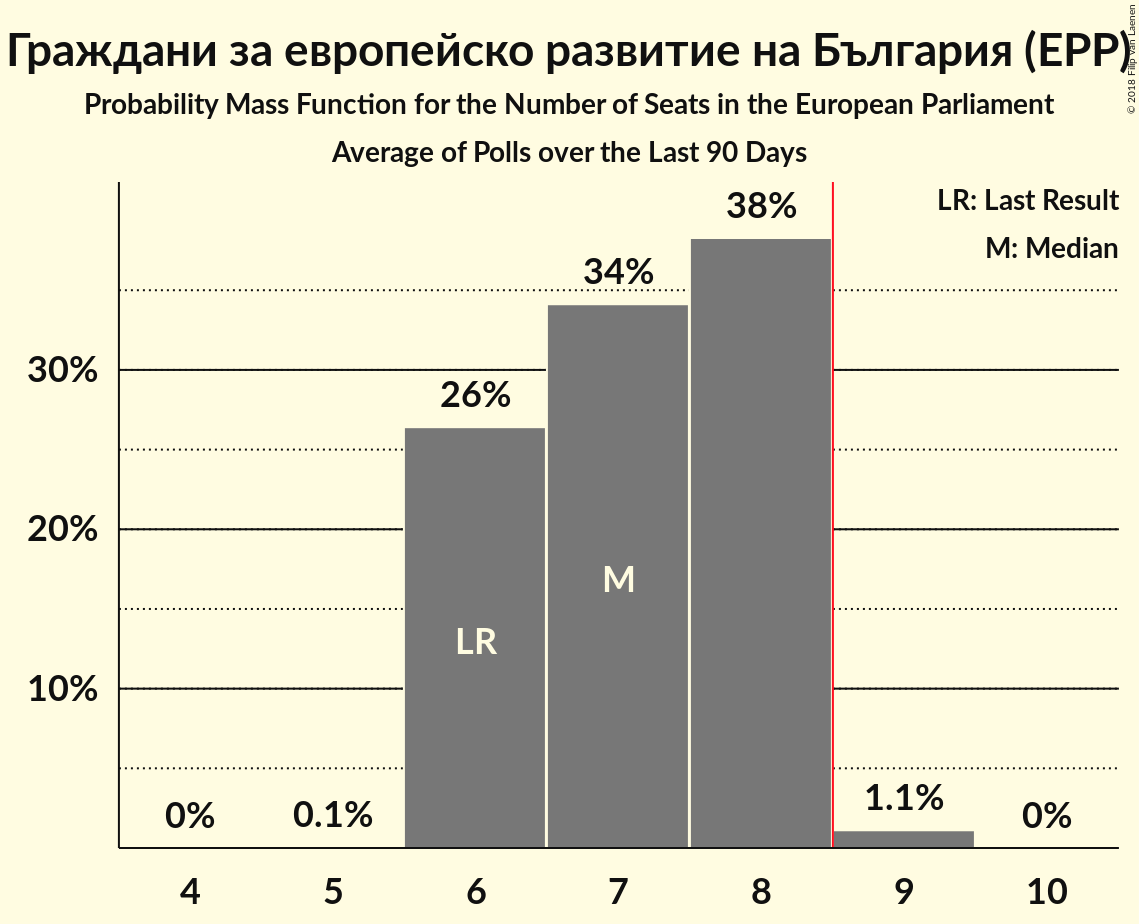 Граждани за европейско развитие на България (EPP)
© 2018 Filip van Laenen
Probability Mass Function for the Number of Seats in the European Parliament
Average of Polls over the Last 90 Days
LR: Last Result
M: Median
38%
34%
30%
26%
20%
M
LR
10%
0%
0.1%
1.1%
0%
4
5
6
7
8
9
10